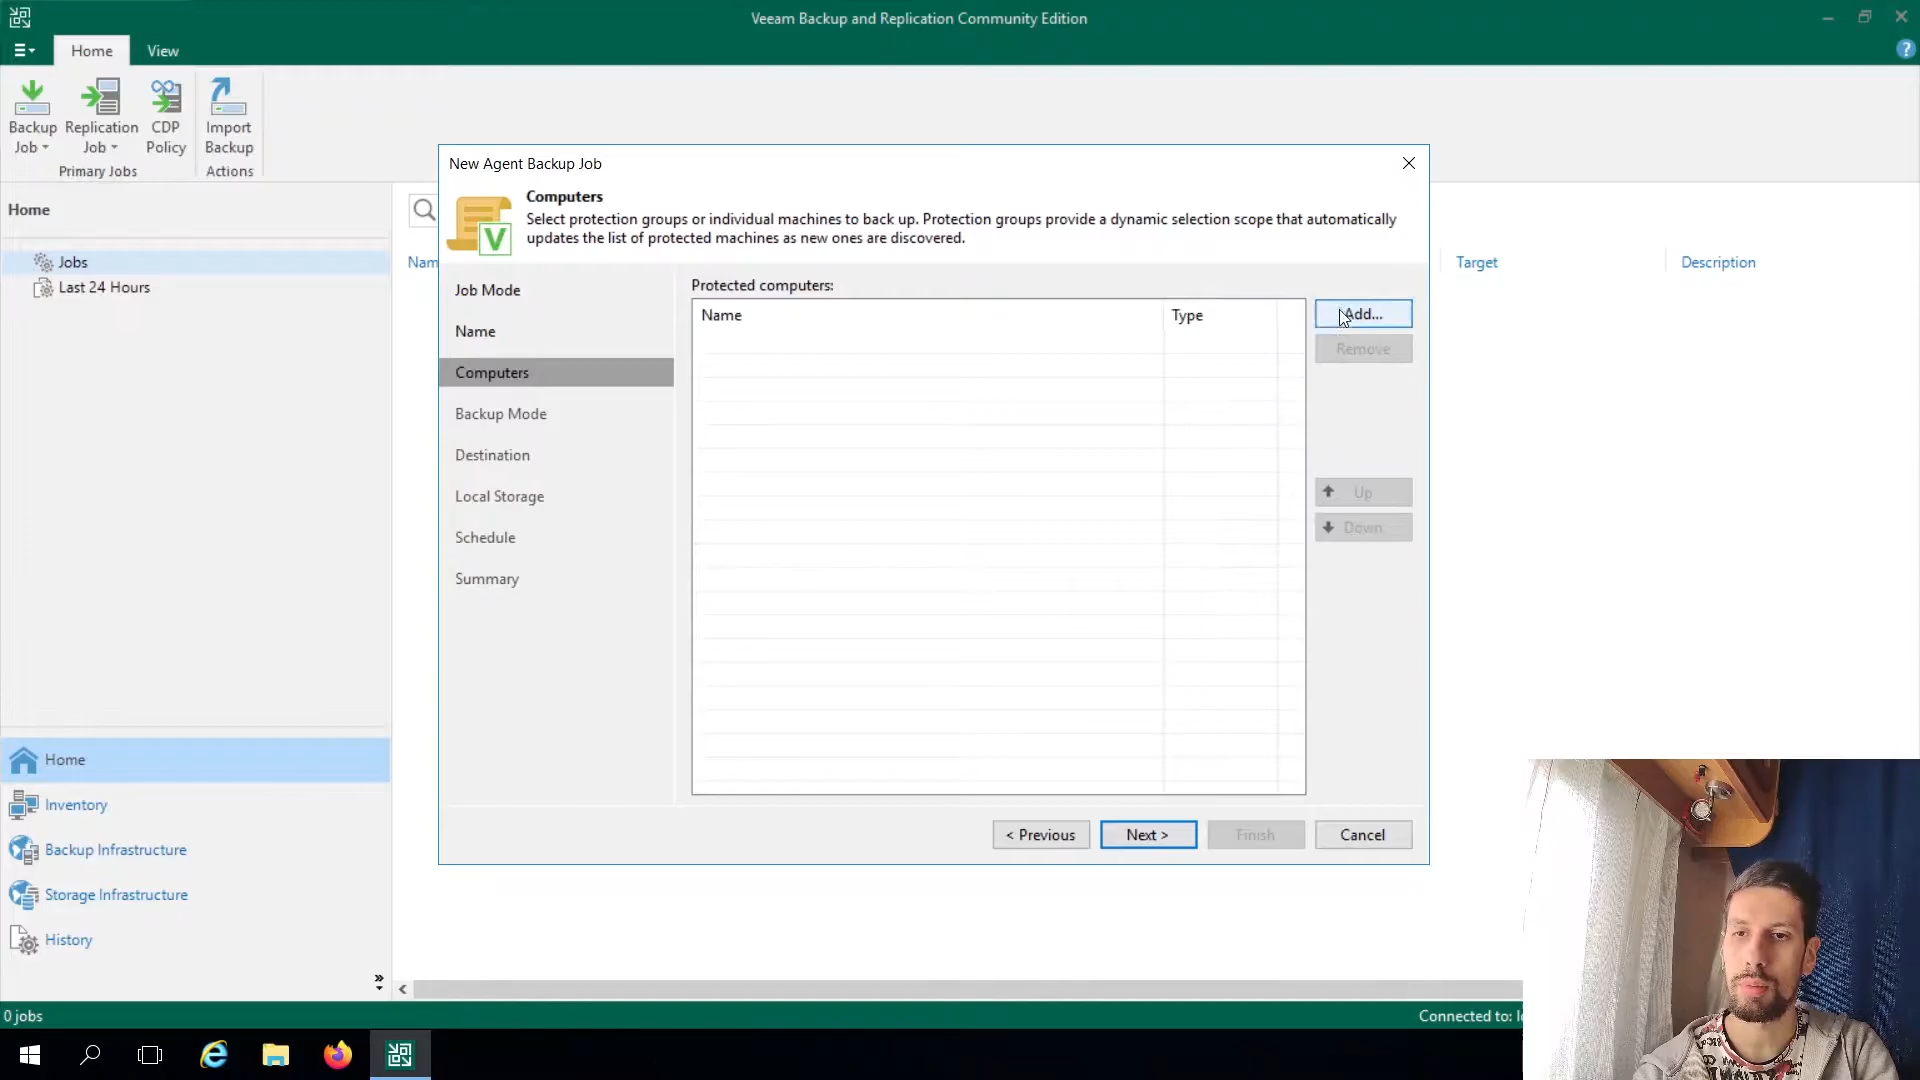 Veeam Backup and Replication Community Edition
Home
View
Backup
Job
Replication
Job
CDP
Policy
Import
Backup
Primary Jobs
Actions
Home
Jobs
Last 24 Hours
Target
Description
New Agent Backup Job
Computers
Select protection groups or individual machines to back up. Protection groups provide a dynamic selection scope that automatically
updates the list of protected machines as new ones are discovered.
Job Mode
Name
Computers
Backup Mode
Destination
Local Storage
Schedule
Summary
Protected computers:
Name
Type
Add...
Remove
Up
Down
< Previous
Next >
Finish
Cancel
Home
Inventory
Backup Infrastructure
Storage Infrastructure
History
0 jobs
Connected to: